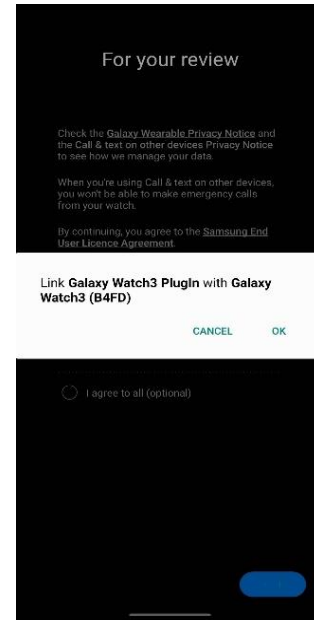 For your review
Check the Galaxy Wearable Privacy Notice and
the Call & text on other devices Privacy Notice
to see how we manage your data.
When you're using Call & text on other devices,
you won't be able to make emergency calls
from your watch.
By continuing, you agree to the Samsung End
User Licence Agreement.
Link Galaxy Watch3 PlugIn with Galaxy
Watch3 (B4FD)
CANCEL OK
I agree to all (optional)